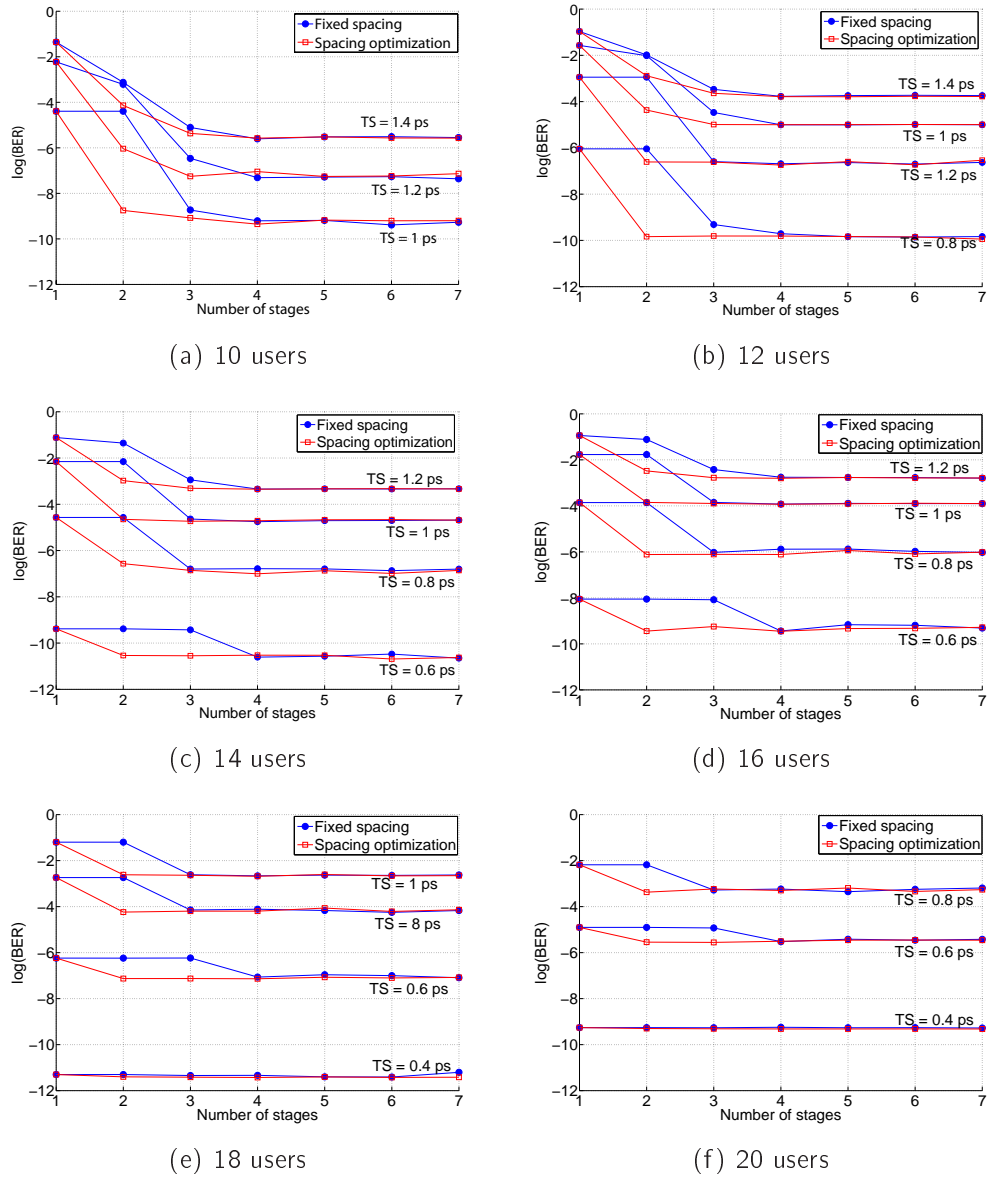 0
−2
−4
−6
−8
−10
−12
log(BER)
Fixed spacing
Spacing optimization
TS = 1.4 ps
TS = 1.2 ps
TS = 1 ps
1 2 3 4 5 6 7
Number of stages
(a) 10 users
0
−2
−4
−6
−8
−10
−12
log(BER)
Fixed spacing
Spacing optimization
TS = 1.4 ps
TS = 1 ps
TS = 1.2 ps
TS = 0.8 ps
1 2 3 4 5 6 7
Number of stages
(b) 12 users
0
−2
−4
−6
−8
−10
−12
log(BER)
Fixed spacing
Spacing optimization
TS = 1.2 ps
TS = 1 ps
TS = 0.8 ps
TS = 0.6 ps
1 2 3 4 5 6 7
Number of stages
(c) 14 users
0
−2
−4
−6
−8
−10
−12
log(BER)
Fixed spacing
Spacing optimization
TS = 1.2 ps
TS = 1 ps
TS = 0.8 ps
TS = 0.6 ps
1 2 3 4 5 6 7
Number of stages
(d) 16 users
0
−2
−4
−6
−8
−10
−12
log(BER)
Fixed spacing
Spacing optimization
TS = 1 ps
TS = 8 ps
TS = 0.6 ps
TS = 0.4 ps
1 2 3 4 5 6 7
Number of stages
(e) 18 users
0
−2
−4
−6
−8
−10
−12
log(BER)
Fixed spacing
Spacing optimization
TS = 0.8 ps
TS = 0.6 ps
TS = 0.4 ps
1 2 3 4 5 6 7
Number of stages
(f) 20 users